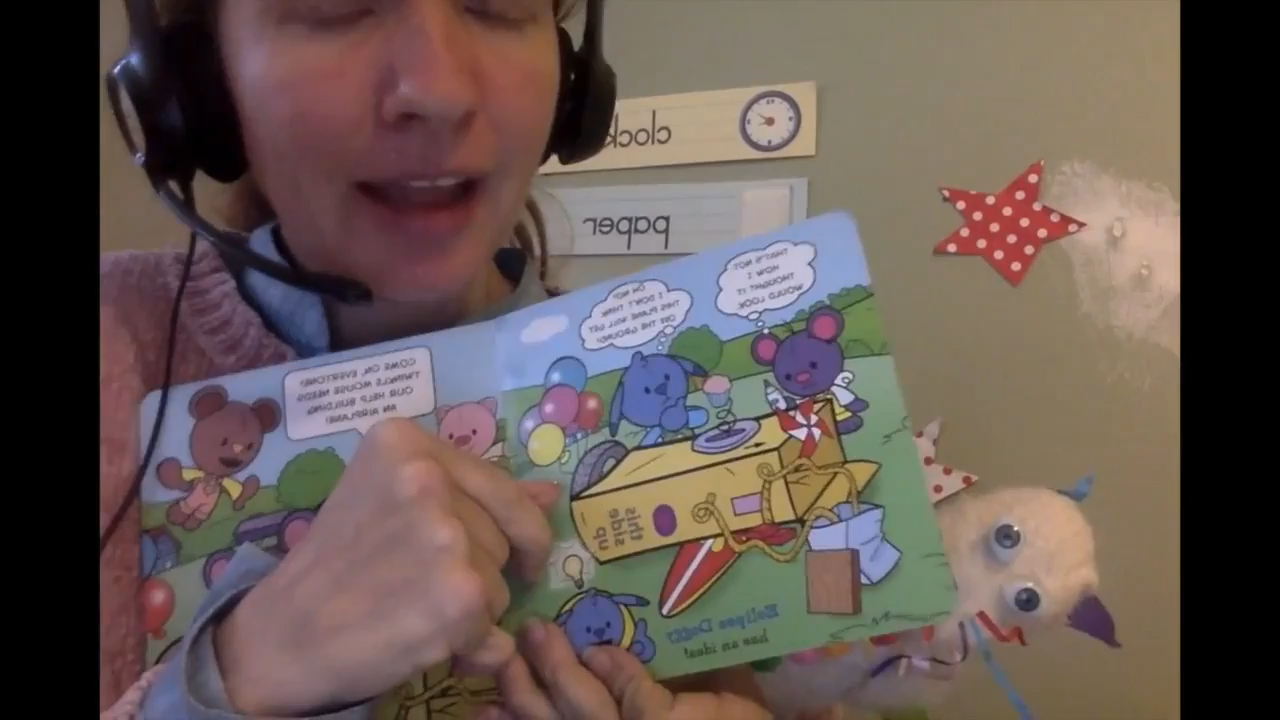 clock
paper
COME ON, EVERYONE!
TWINKLE MOUSE NEEDS
OUR HELP BUILDING
AN AIRPLANE!
OH NO!
I DON'T THINK
THIS PLANE WILL GET
OFF THE GROUND!
THAT'S NOT
HOW I
THOUGHT IT
WOULD LOOK.
this
side
up
Eclipse Doggy
has an idea!